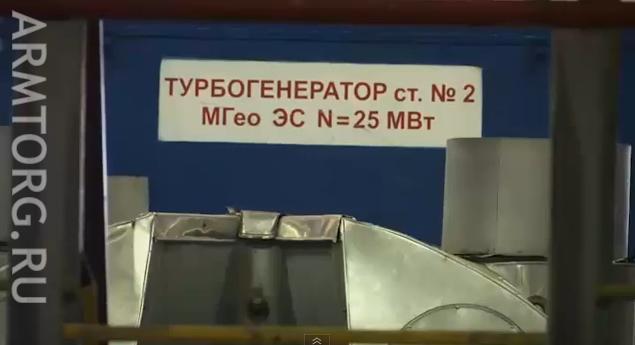 ТУРБОГЕНЕРАТОР ст. № 2
МГео ЭС N=25 МВт
ARMTORG.RU